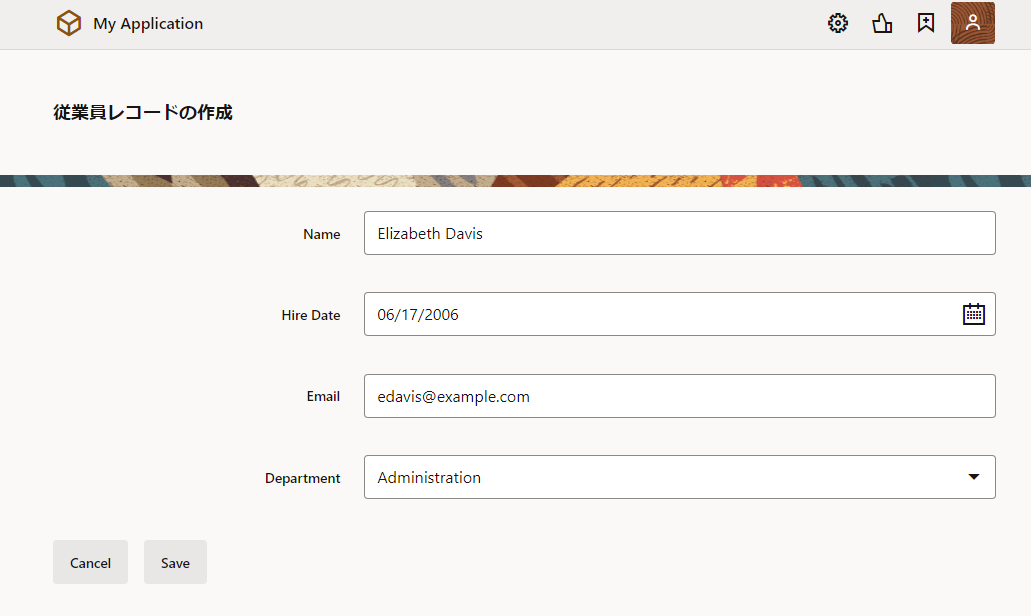 My Application
従業員レコードの作成
Name
Elizabeth Davis
Hire Date
06/17/2006
Email
edavis@example.com
Department
Administration
Cancel Save